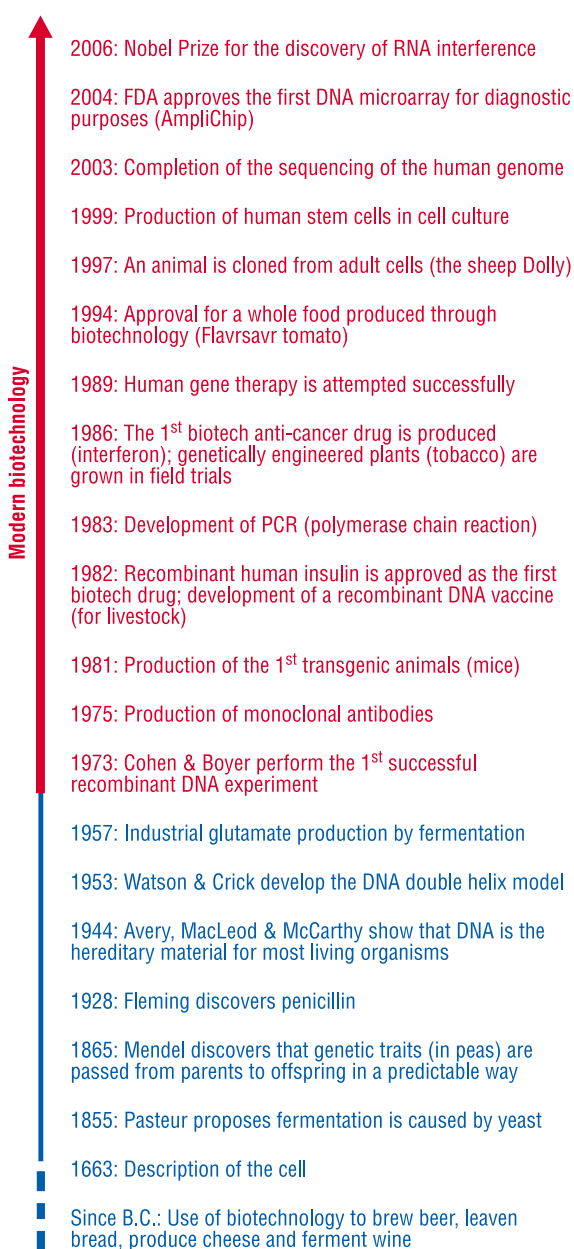 2006: Nobel Prize for the discovery of RNA interference
2004: FDA approves the first DNA microarray for diagnostic
purposes (AmpliChip)
2003: Completion of the sequencing of the human genome
1999: Production of human stem cells in cell culture
1997: An animal is cloned from adult cells (the sheep Dolly)
1994: Approval for a whole food produced through
biotechnology (Flavrsavr tomato)
1989: Human gene therapy is attempted successfully
1986: The 1st biotech anti-cancer drug is produced
(interferon); genetically engineered plants (tobacco) are
grown in field trials
1983: Development of PCR (polymerase chain reaction)
1982: Recombinant human insulin is approved as the first
biotech drug; development of a recombinant DNA vaccine
(for livestock)
1981: Production of the 1st transgenic animals (mice)
1975: Production of monoclonal antibodies
1973: Cohen & Boyer perform the 1st successful
recombinant DNA experiment
Modern biotechnology
1957: Industrial glutamate production by fermentation
1953: Watson & Crick develop the DNA double helix model
1944: Avery, MacLeod & McCarthy show that DNA is the
hereditary material for most living organisms
1928: Fleming discovers penicillin
1865: Mendel discovers that genetic traits (in peas) are
passed from parents to offspring in a predictable way
1855: Pasteur proposes fermentation is caused by yeast
1663: Description of the cell
Since B.C.: Use of biotechnology to brew beer, leaven
bread, produce cheese and ferment wine